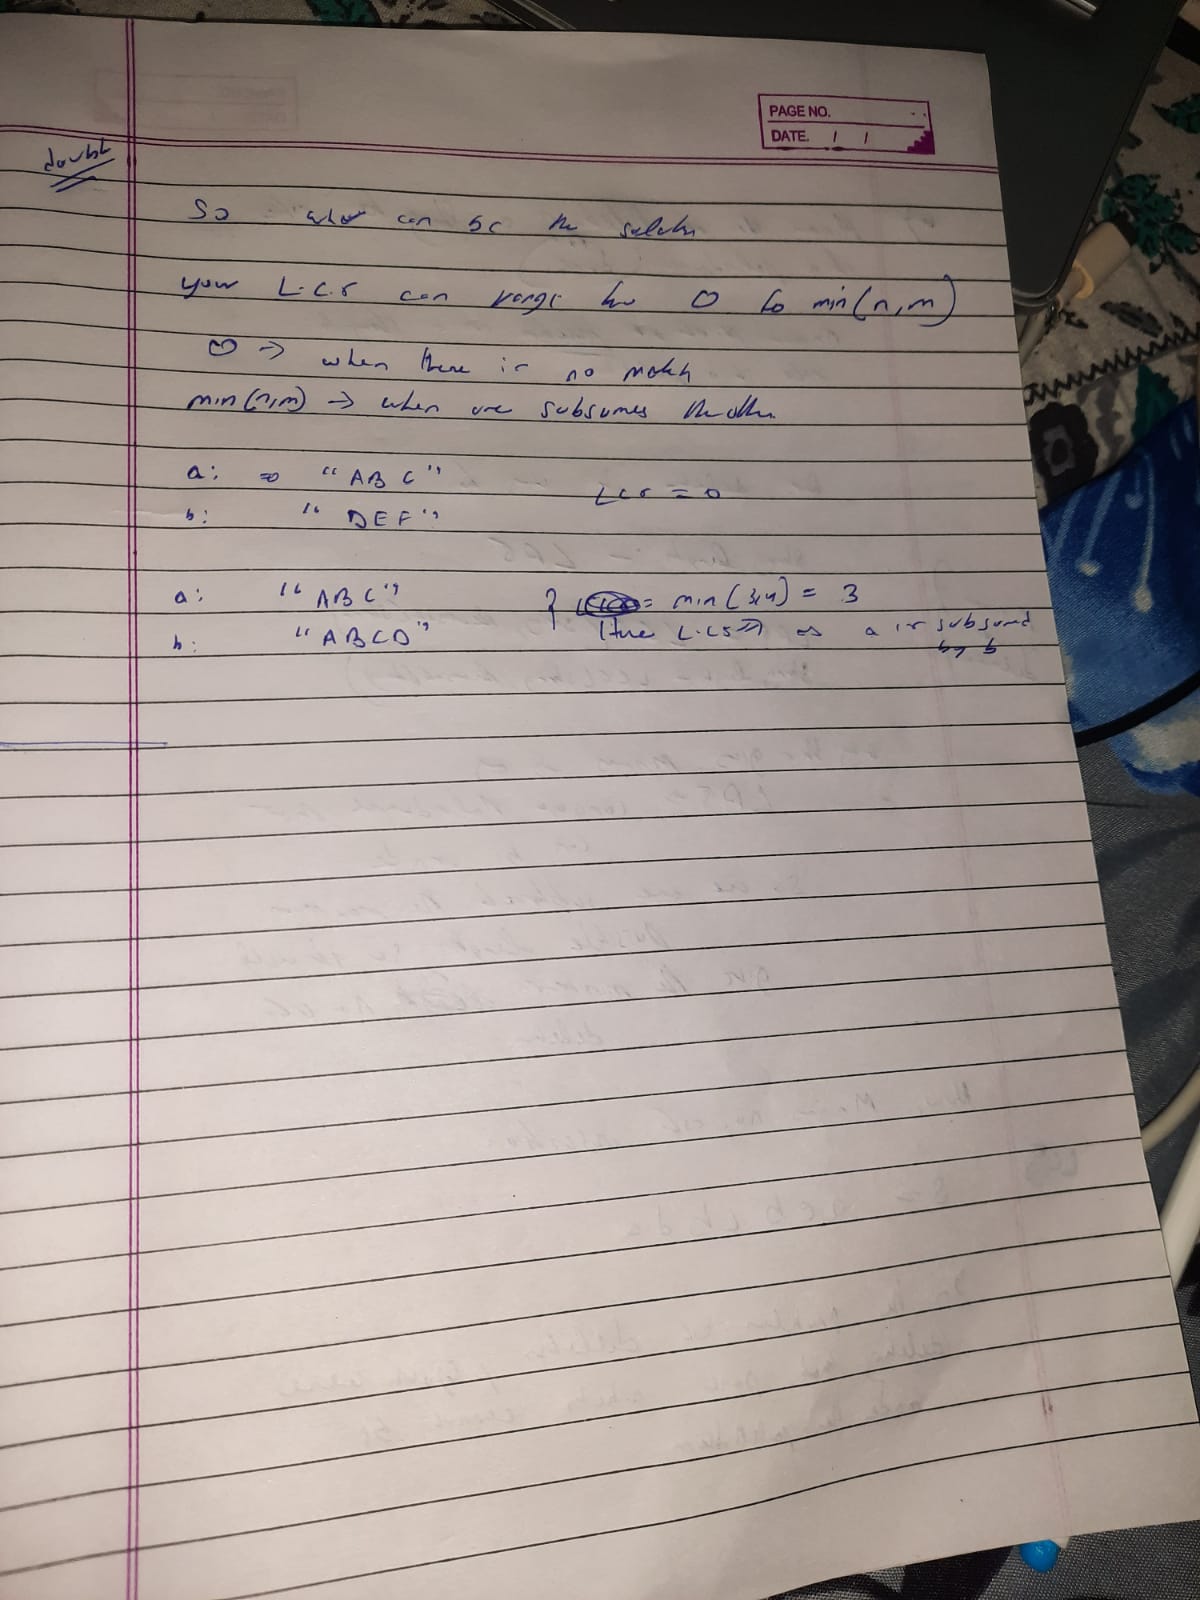 PAGE NO.
DATE. / /
doubt
So what can be the solution
your L.C.S can range from 0 to min(n,m)
0 → when there is no match
min(n,m) → when one subsumes the other
a: ⇒ "ABC"
LCS = 0
b: "DEF"
a: "ABC" } = min(3,4) = 3
b: "ABCD" Here L.CS as a is subsumed
by b